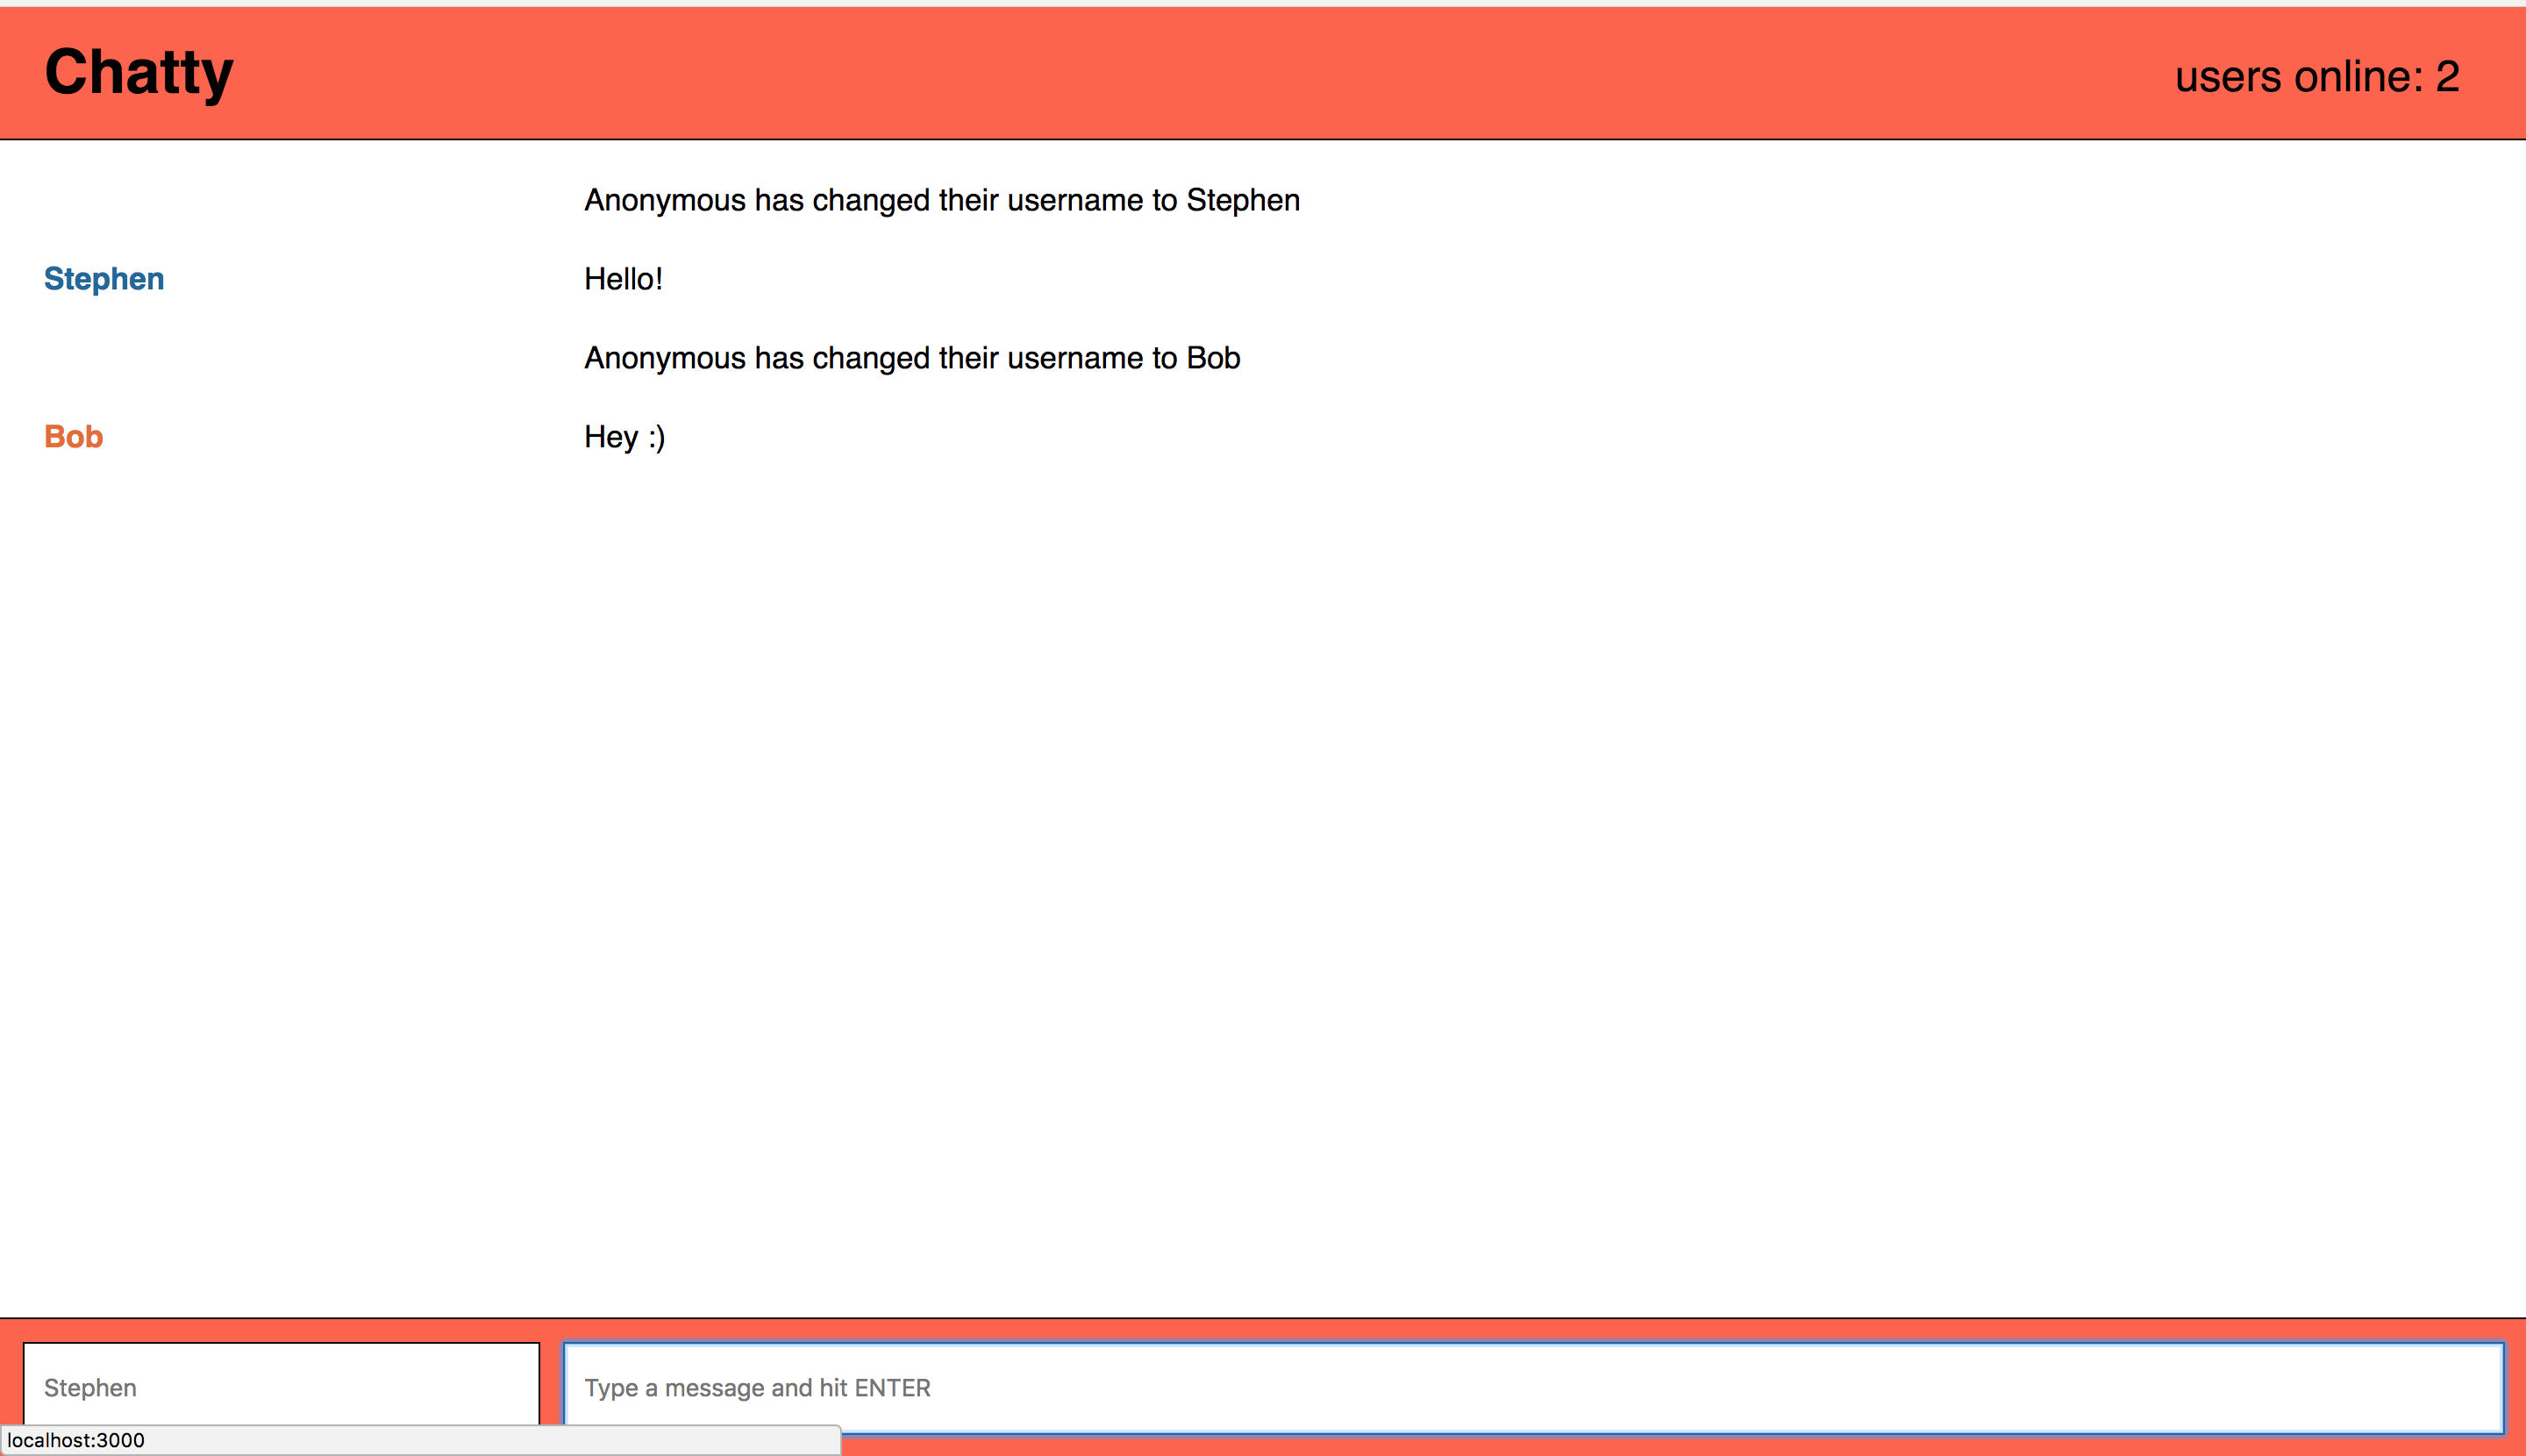 Chatty
users online: 2
Anonymous has changed their username to Stephen
Stephen Hello!
Anonymous has changed their username to Bob
Bob Hey :)
Stephen
Type a message and hit ENTER
localhost:3000